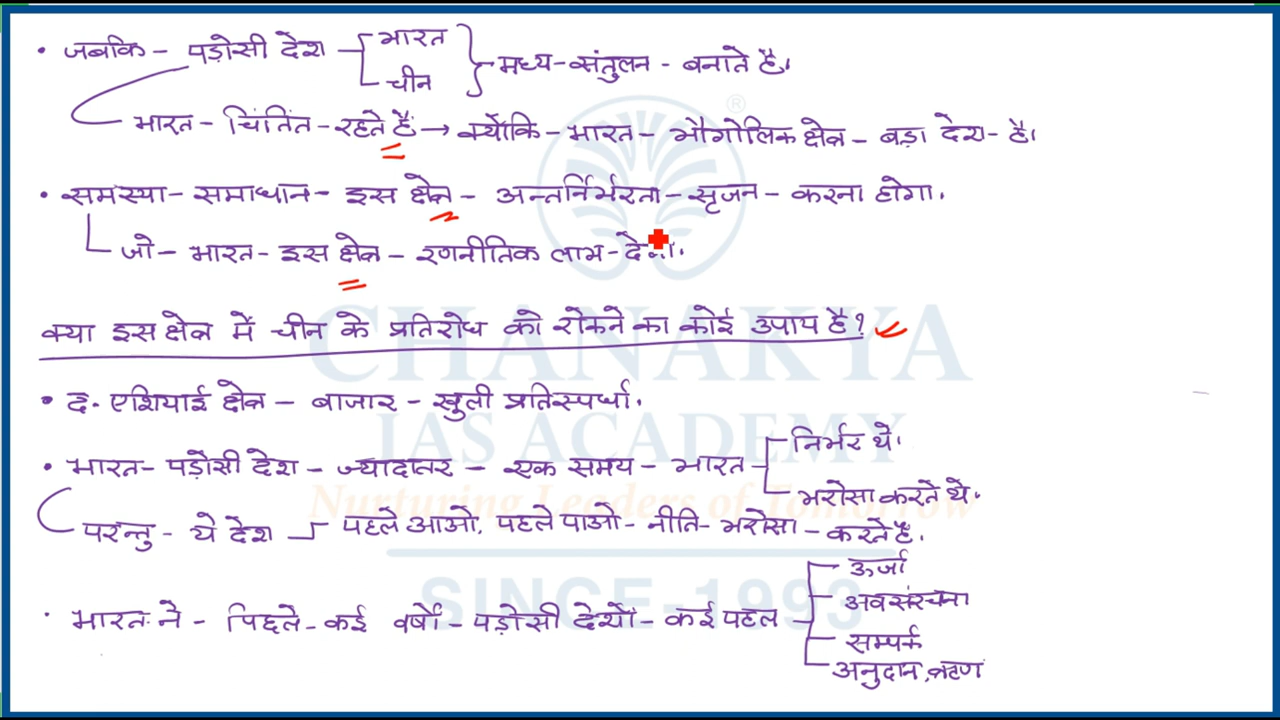 • जबकि - पड़ोसी देश - भारत
चीन
मध्य - संतुलन - बनाते है।
भारत - चिंतित - रहते है → क्योंकि - भारत - भौगोलिक क्षेत्र - बड़ा देश - है।
• समस्या - समाधान - इस क्षेत्र - अन्तर्निर्भरता - सृजन - करना होगा।
जो - भारत - इस क्षेत्र - रणनीतिक लाभ -
क्या इस क्षेत्र में चीन के प्रतिरोध को रोकने का कोई उपाय है?
• द. एशियाई क्षेत्र - बाजार - खुली प्रतिस्पर्धा.
• भारत - पड़ोसी देश - ज्यादातर - एक समय - भारत
निर्भर थे।
भरोसा करते थे.
परन्तु - ये देश - पहले आओ, पहले पाओ - नीति - भरोसा - करते है.
• भारत ने - पिछले - कई वर्षों - पड़ोसी देशों - कई पहल
ऊर्जा
अवसंरचना
सम्पर्क
अनुदान, ऋण
®
CHANAKYA
IAS ACADEMY
Nurturing Leaders of Tomorrow
SINCE-1993